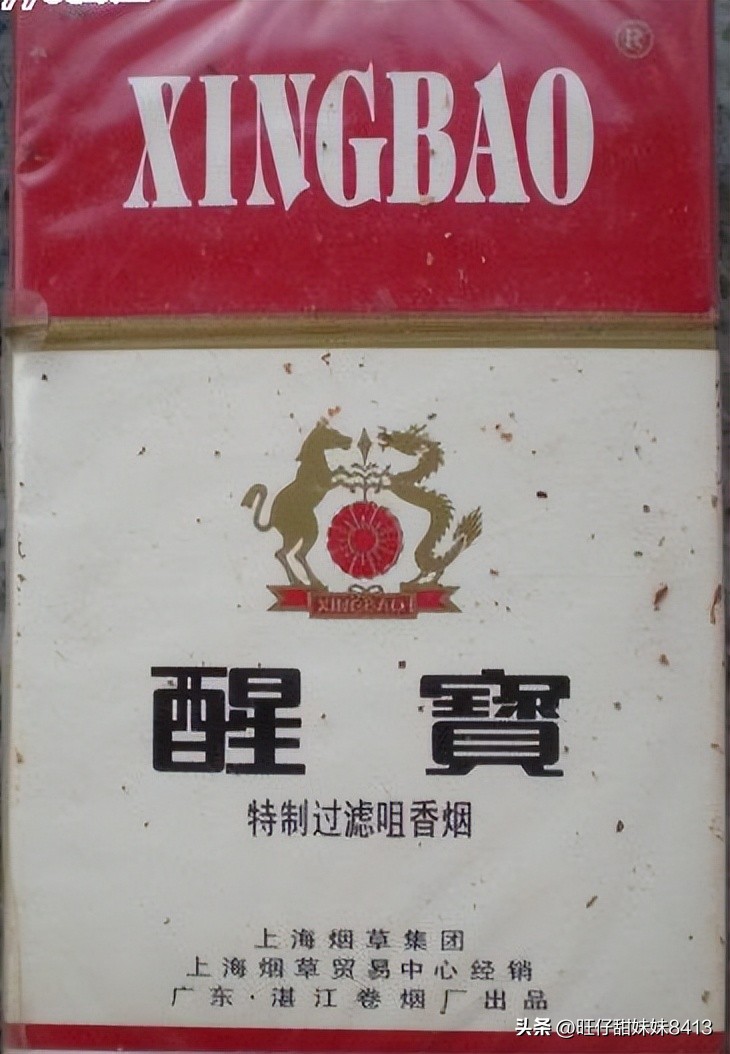 ®
XINGBAO
XINGBAO
醒寳
特制过滤咀香烟
上海烟草集团
上海烟草贸易中心经销
广东·湛江卷烟厂出品
头条 @旺仔甜妹妹8413